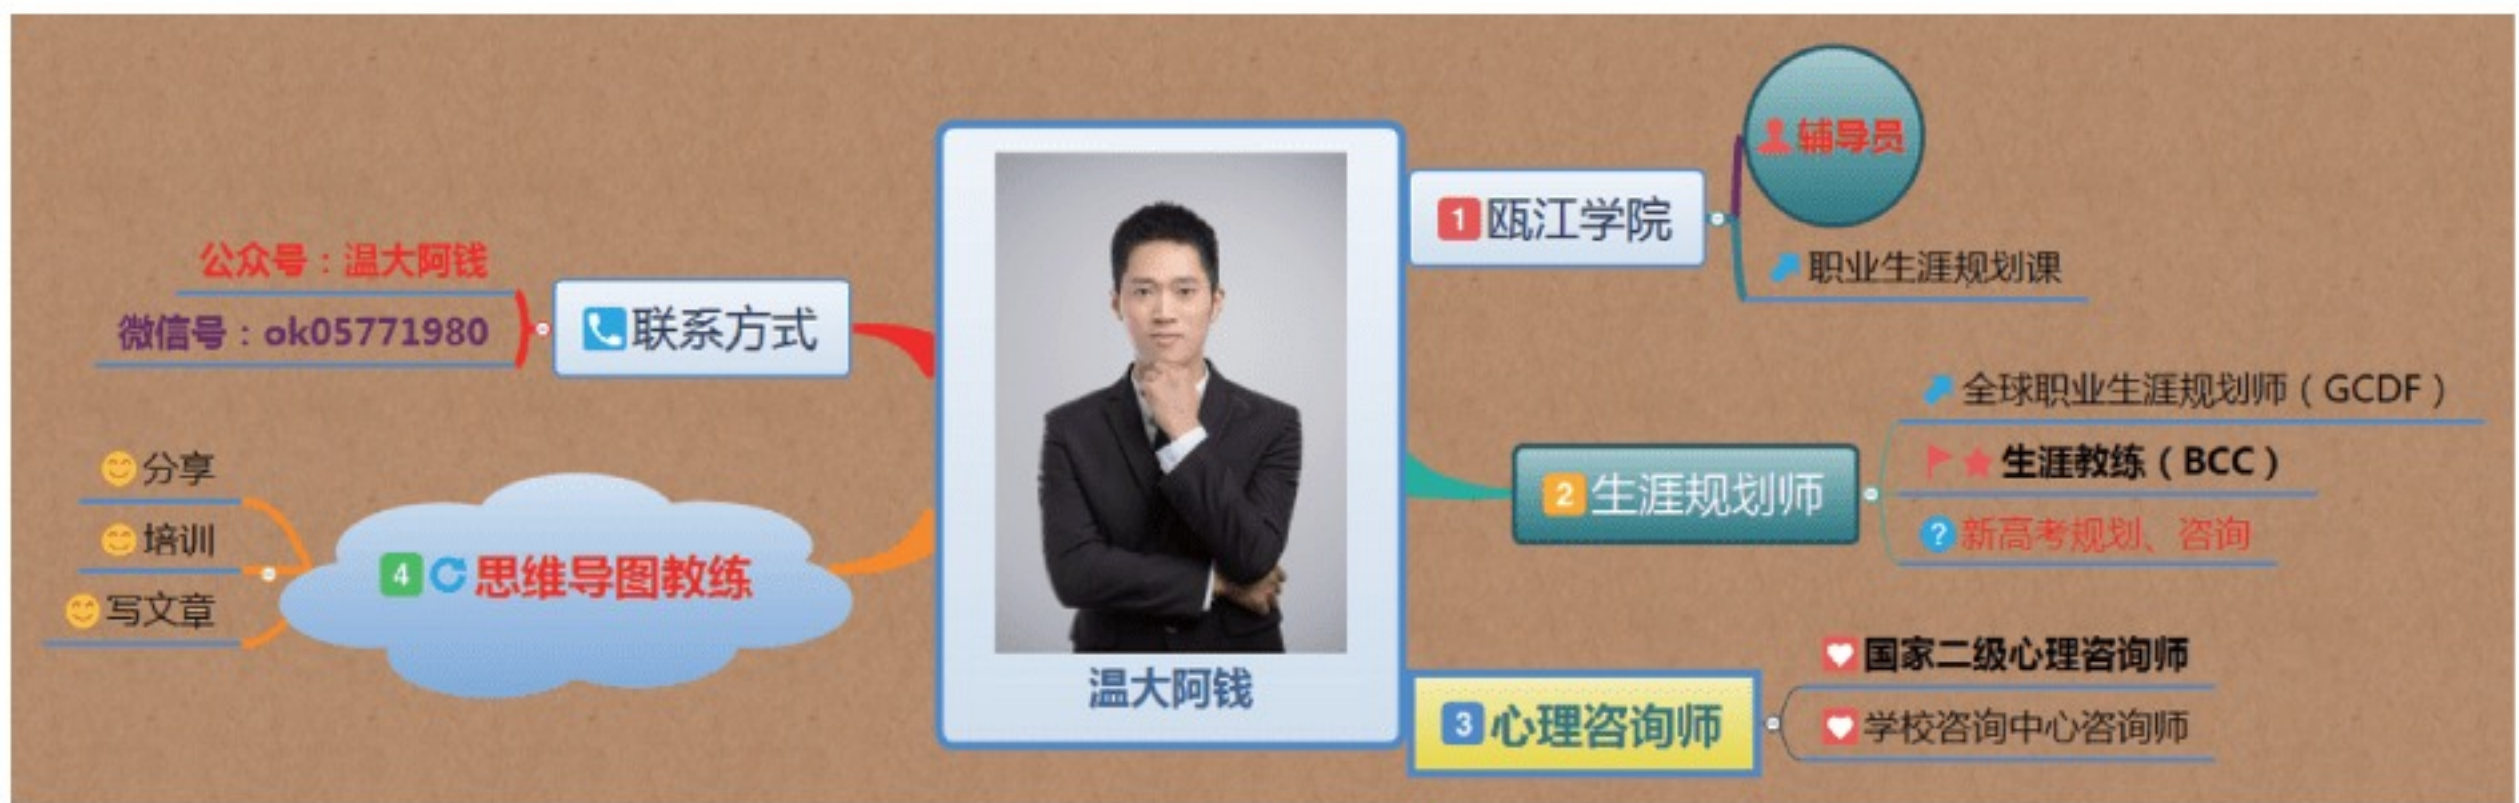 温大阿钱
1 瓯江学院
辅导员
职业生涯规划课
2 生涯规划师
全球职业生涯规划师（GCDF）
生涯教练（BCC）
? 新高考规划、咨询
3 心理咨询师
国家二级心理咨询师
学校咨询中心咨询师
4 思维导图教练
分享
培训
写文章
联系方式
公众号：温大阿钱
微信号：ok05771980